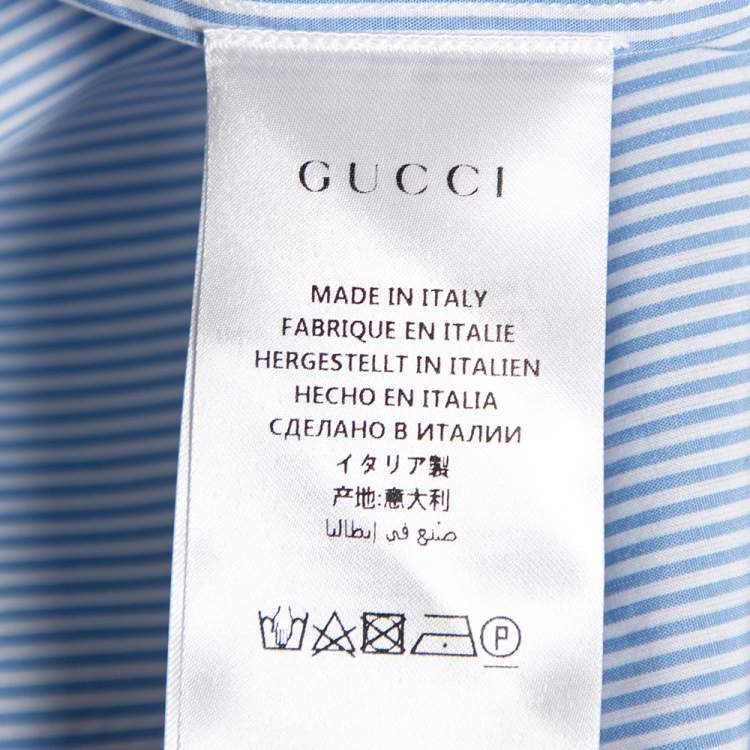 GUCCI
MADE IN ITALY
FABRIQUE EN ITALIE
HERGESTELLT IN ITALIEN
HECHO EN ITALIA
СДЕЛАНО В ИТАЛИИ
イタリア製
产地:意大利
صنع في إيطاليا
P